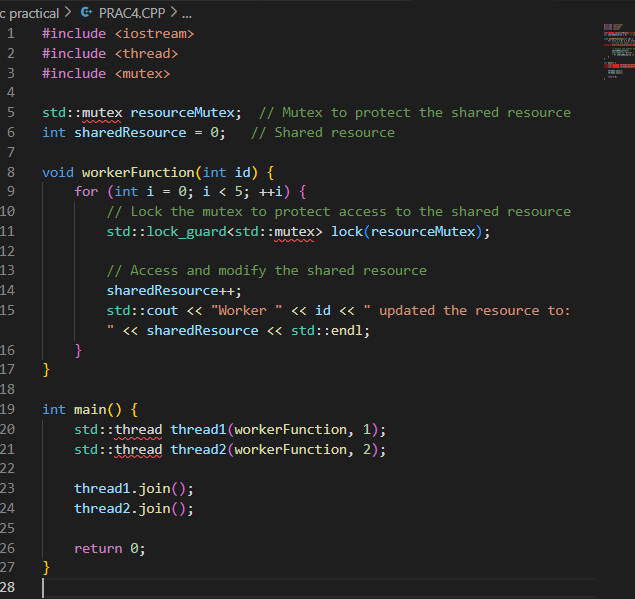 c practical > PRAC4.CPP > ...
1 #include <iostream>
2 #include <thread>
3 #include <mutex>
4
5 std::mutex resourceMutex;  // Mutex to protect the shared resource
6 int sharedResource = 0;   // Shared resource
7
8 void workerFunction(int id) {
9     for (int i = 0; i < 5; ++i) {
10         // Lock the mutex to protect access to the shared resource
11         std::lock_guard<std::mutex> lock(resourceMutex);
12
13         // Access and modify the shared resource
14         sharedResource++;
15         std::cout << "Worker " << id << " updated the resource to:
        " << sharedResource << std::endl;
16     }
17 }
18
19 int main() {
20     std::thread thread1(workerFunction, 1);
21     std::thread thread2(workerFunction, 2);
22
23     thread1.join();
24     thread2.join();
25
26     return 0;
27 }
28